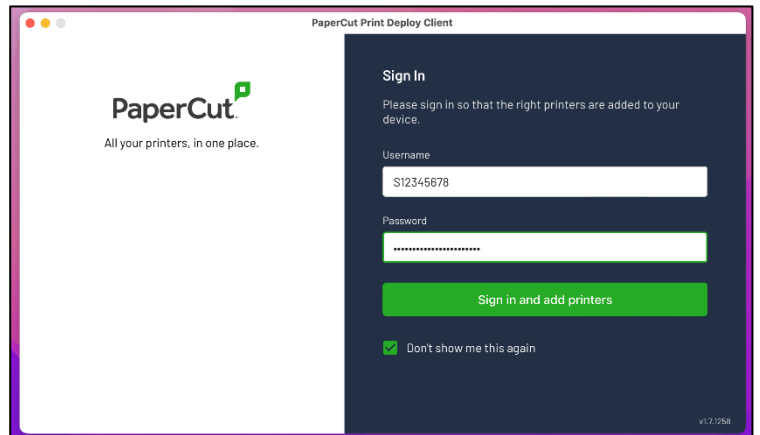 PaperCut Print Deploy Client
PaperCut™
All your printers, in one place.
Sign In
Please sign in so that the right printers are added to your
device.
Username
S12345678
Password
••••••••••••••••••••••
Sign in and add printers
Don't show me this again
v1.7.1258